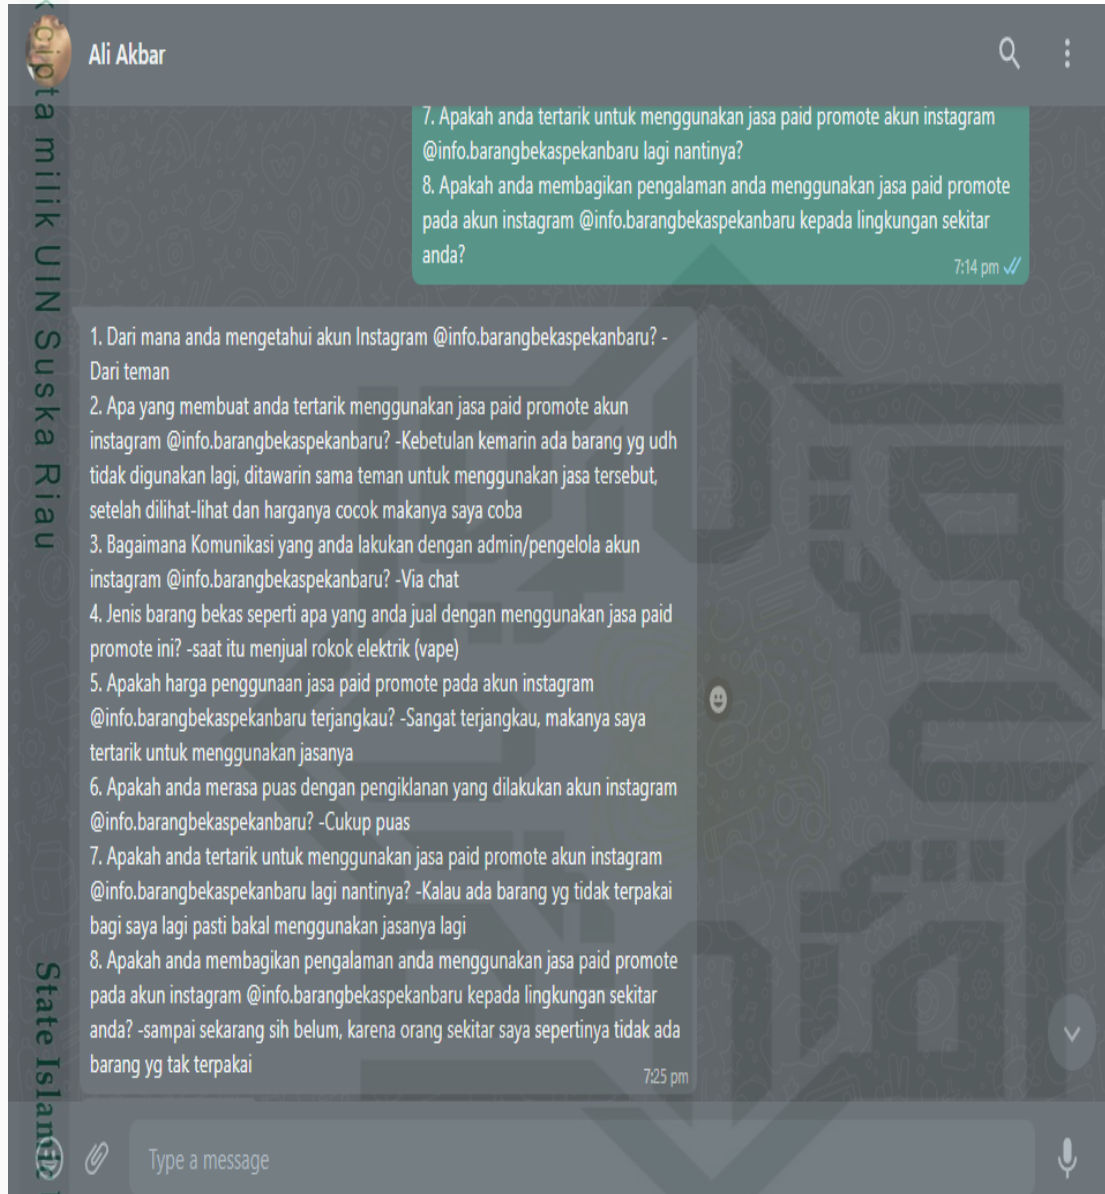 Ali Akbar
7. Apakah anda tertarik untuk menggunakan jasa paid promote akun instagram
@info.barangbekaspekanbaru lagi nantinya?
8. Apakah anda membagikan pengalaman anda menggunakan jasa paid promote
pada akun instagram @info.barangbekaspekanbaru kepada lingkungan sekitar
anda?
7:14 pm
1. Dari mana anda mengetahui akun Instagram @info.barangbekaspekanbaru? -
Dari teman
2. Apa yang membuat anda tertarik menggunakan jasa paid promote akun
instagram @info.barangbekaspekanbaru? -Kebetulan kemarin ada barang yg udh
tidak digunakan lagi, ditawarin sama teman untuk menggunakan jasa tersebut,
setelah dilihat-lihat dan harganya cocok makanya saya coba
3. Bagaimana Komunikasi yang anda lakukan dengan admin/pengelola akun
instagram @info.barangbekaspekanbaru? -Via chat
4. Jenis barang bekas seperti apa yang anda jual dengan menggunakan jasa paid
promote ini? -saat itu menjual rokok elektrik (vape)
5. Apakah harga penggunaan jasa paid promote pada akun instagram
@info.barangbekaspekanbaru terjangkau? -Sangat terjangkau, makanya saya
tertarik untuk menggunakan jasanya
6. Apakah anda merasa puas dengan pengiklanan yang dilakukan akun instagram
@info.barangbekaspekanbaru? -Cukup puas
7. Apakah anda tertarik untuk menggunakan jasa paid promote akun instagram
@info.barangbekaspekanbaru lagi nantinya? -Kalau ada barang yg tidak terpakai
bagi saya lagi pasti bakal menggunakan jasanya lagi
8. Apakah anda membagikan pengalaman anda menggunakan jasa paid promote
pada akun instagram @info.barangbekaspekanbaru kepada lingkungan sekitar
anda? -sampai sekarang sih belum, karena orang sekitar saya sepertinya tidak ada
barang yg tak terpakai
7:25 pm
Type a message
cipta milik UIN Suska Riau
State Islamic